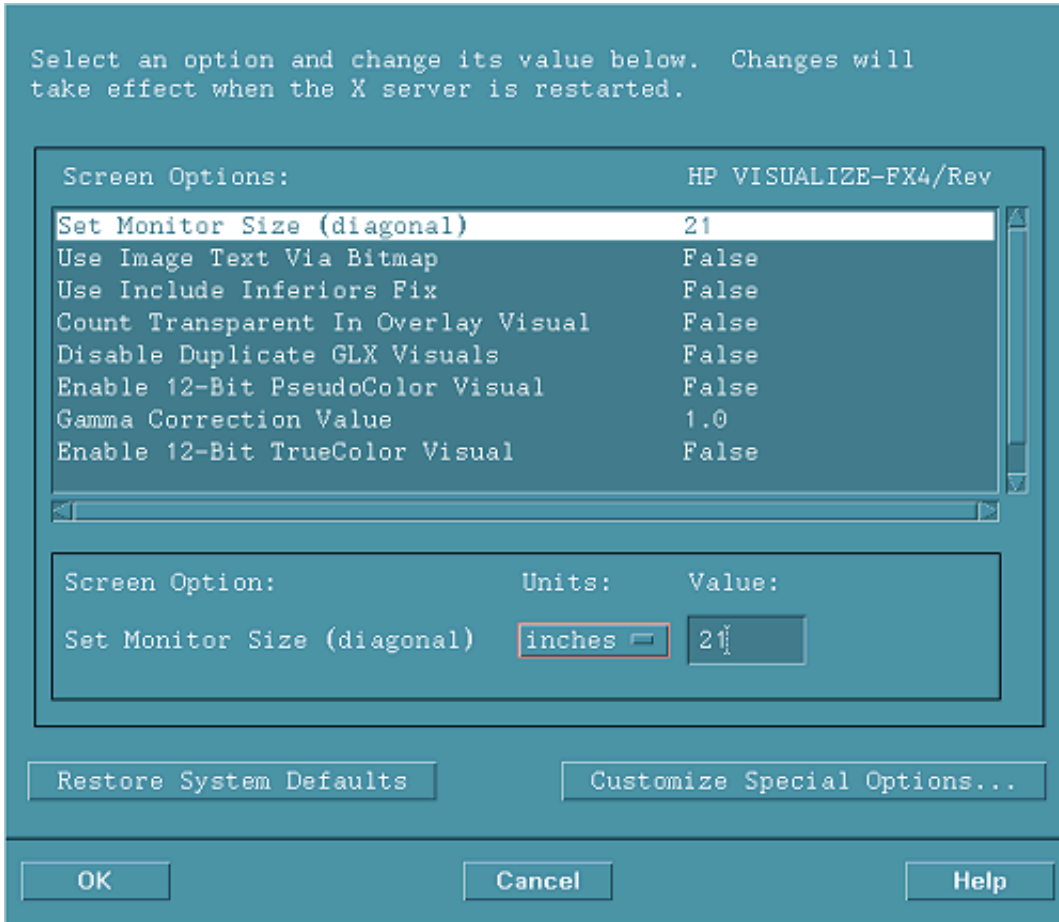 Select an option and change its value below.  Changes will
take effect when the X server is restarted.
Screen Options: HP VISUALIZE-FX4/Rev
Set Monitor Size (diagonal) 21
Use Image Text Via Bitmap False
Use Include Inferiors Fix False
Count Transparent In Overlay Visual False
Disable Duplicate GLX Visuals False
Enable 12-Bit PseudoColor Visual False
Gamma Correction Value 1.0
Enable 12-Bit TrueColor Visual False
Screen Option: Units: Value:
Set Monitor Size (diagonal) inches 21
Restore System Defaults Customize Special Options...
OK Cancel Help